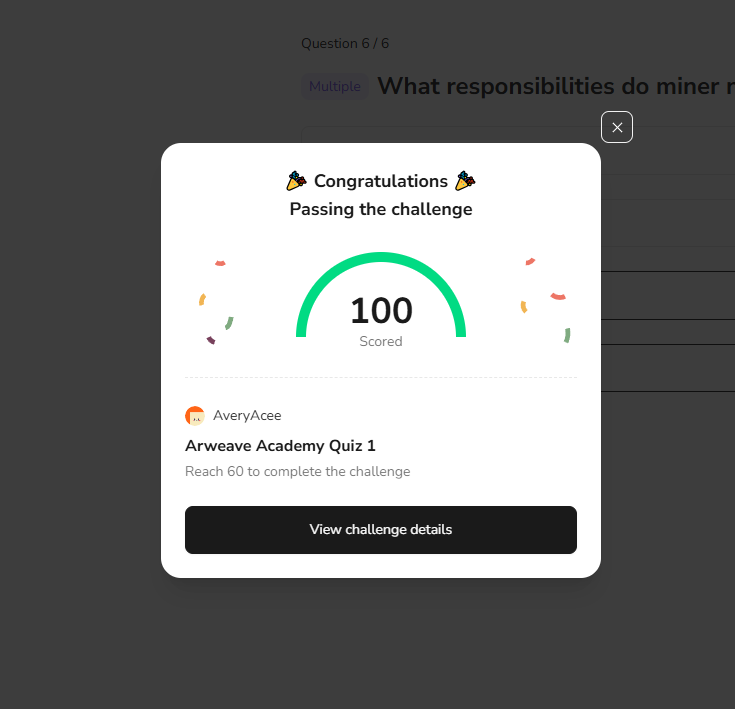 Question 6 / 6
Multiple What responsibilities do miner
Congratulations
Passing the challenge
100
Scored
AveryAcee
Arweave Academy Quiz 1
Reach 60 to complete the challenge
View challenge details